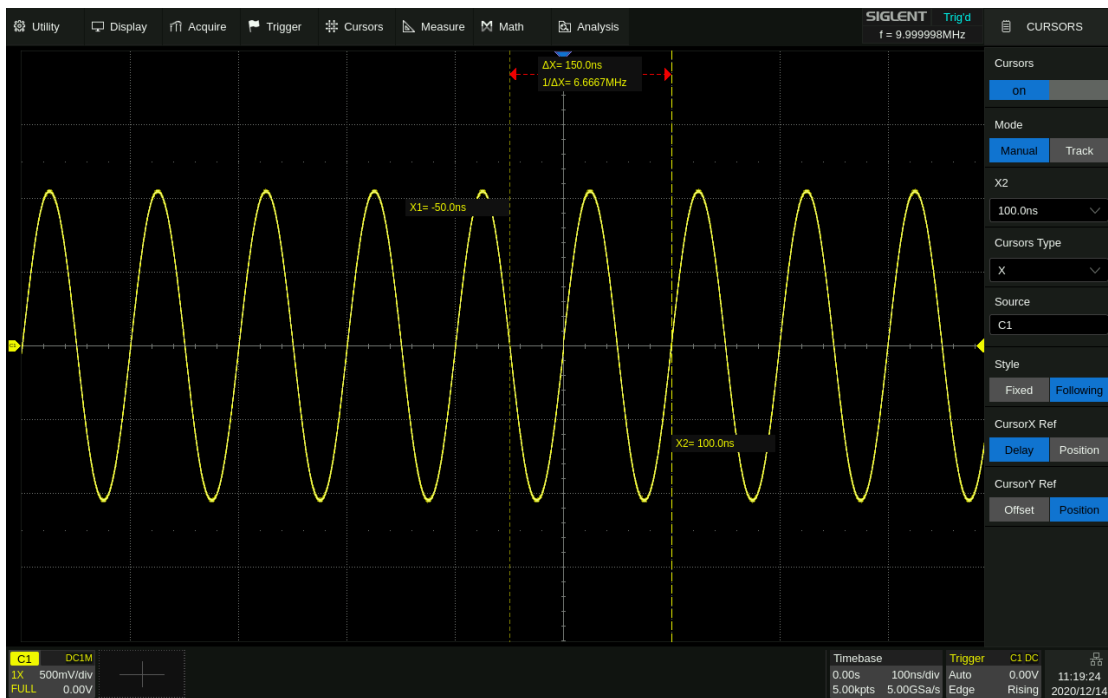 Utility Display Acquire Trigger Cursors Measure Math Analysis
SIGLENT Trig'd
f = 9.999998MHz
CURSORS
ΔX= 150.0ns
1/ΔX= 6.6667MHz
X1= -50.0ns
X2= 100.0ns
Cursors
on
Mode
Manual Track
X2
100.0ns
Cursors Type
X
Source
C1
Style
Fixed Following
CursorX Ref
Delay Position
CursorY Ref
Offset Position
C1 DC1M
1X 500mV/div
FULL 0.00V
Timebase
0.00s 100ns/div
5.00kpts 5.00GSa/s
Trigger C1 DC
Auto 0.00V
Edge Rising
11:19:24
2020/12/14